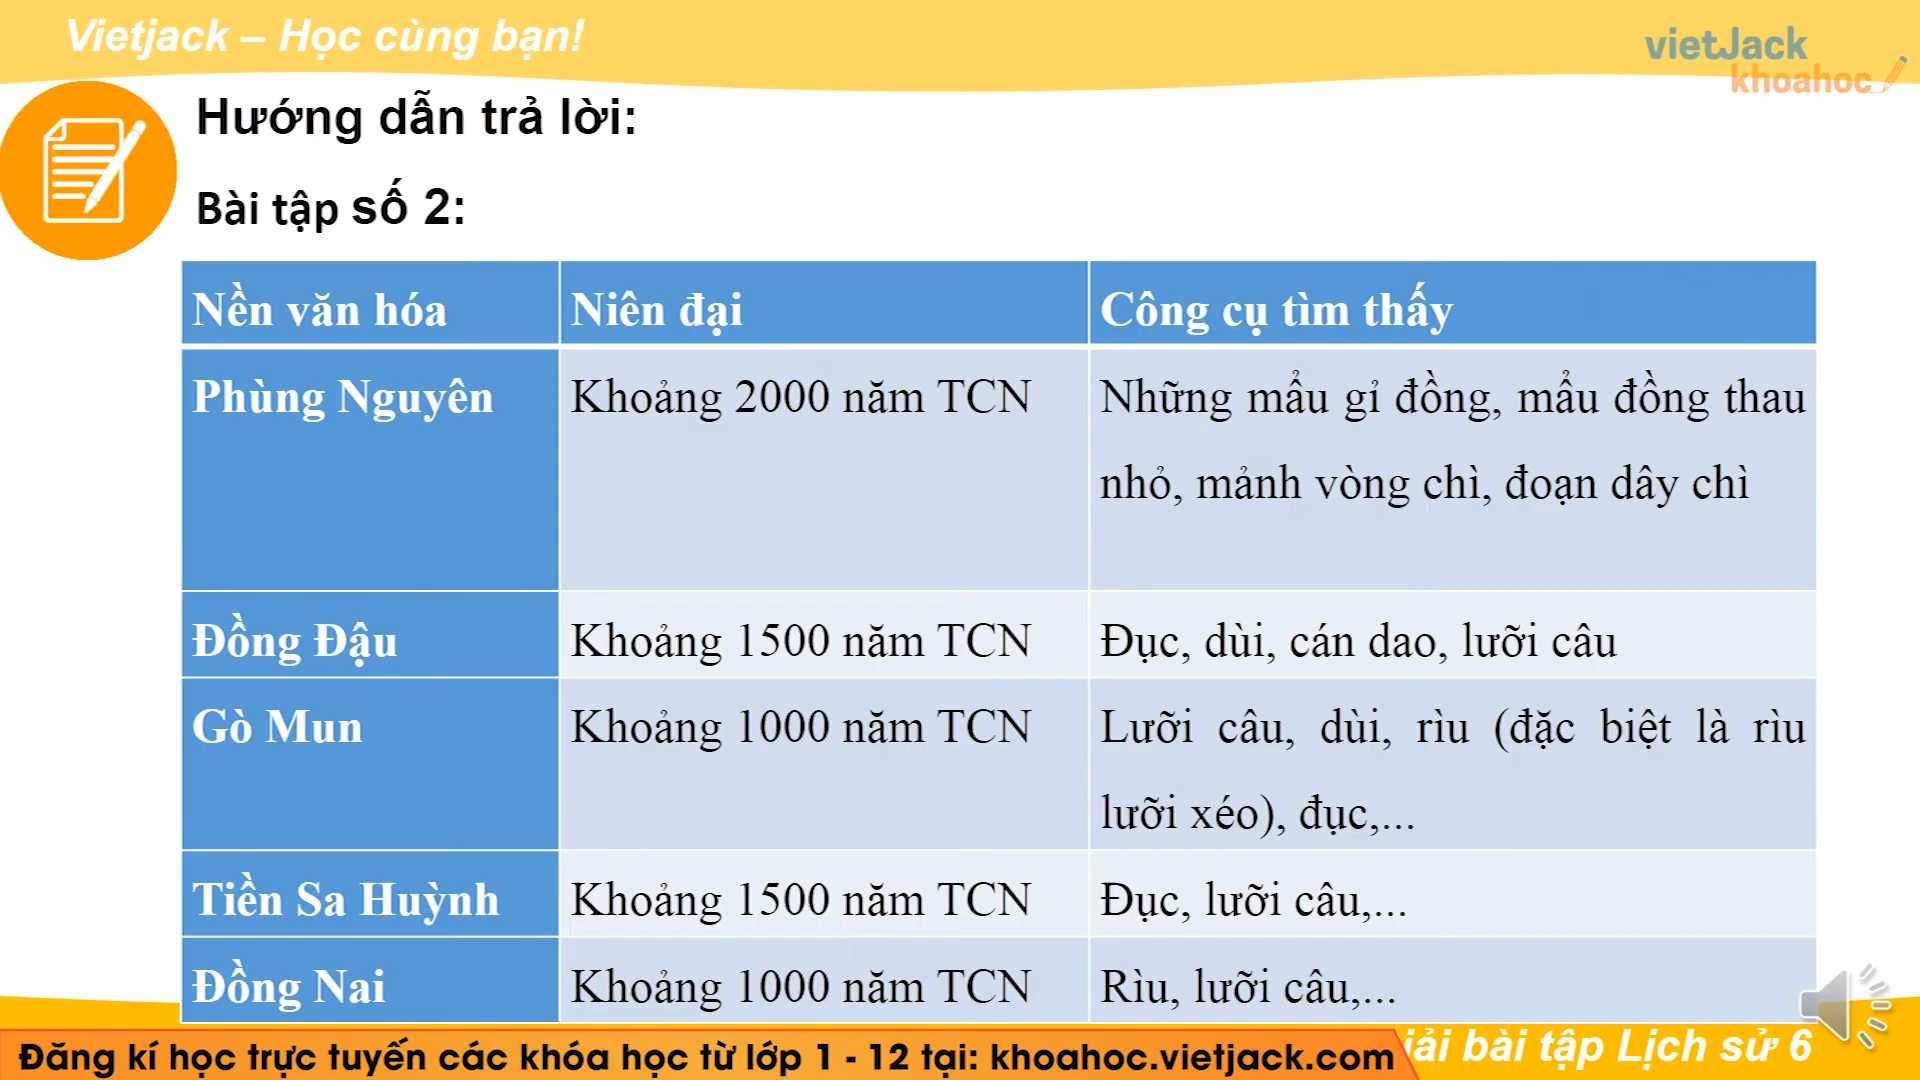 Vietjack – Học cùng bạn!
vietJack
khoahoc
Hướng dẫn trả lời:
Bài tập số 2:
Nền văn hóa
Niên đại
Công cụ tìm thấy
Phùng Nguyên
Khoảng 2000 năm TCN
Những mẩu gỉ đồng, mẩu đồng thau
nhỏ, mảnh vòng chì, đoạn dây chì
Đồng Đậu
Khoảng 1500 năm TCN
Đục, dùi, cán dao, lưỡi câu
Gò Mun
Khoảng 1000 năm TCN
Lưỡi câu, dùi, rìu (đặc biệt là rìu
lưỡi xéo), đục,...
Tiền Sa Huỳnh
Khoảng 1500 năm TCN
Đục, lưỡi câu,...
Đồng Nai
Khoảng 1000 năm TCN
Rìu, lưỡi câu,...
Đăng kí học trực tuyến các khóa học từ lớp 1 - 12 tại: khoahoc.vietjack.com
iải bài tập Lịch sử 6